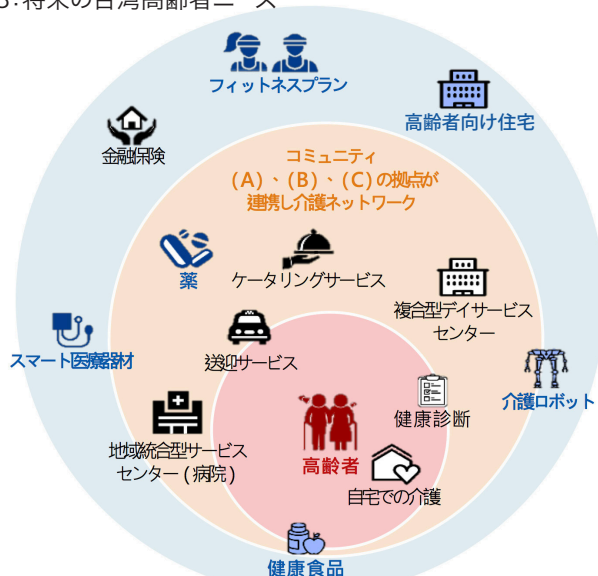 将来の台湾高齢者ニーズ
フィットネスプラン
高齢者向け住宅
金融保険
コミュニティ
(A)、(B)、(C)の拠点が
連携し介護ネットワーク
薬
ケータリングサービス
複合型デイサービス
センター
スマート医療器材
送迎サービス
介護ロボット
健康診断
地域統合型サービス
センター(病院)
高齢者
自宅での介護
健康食品